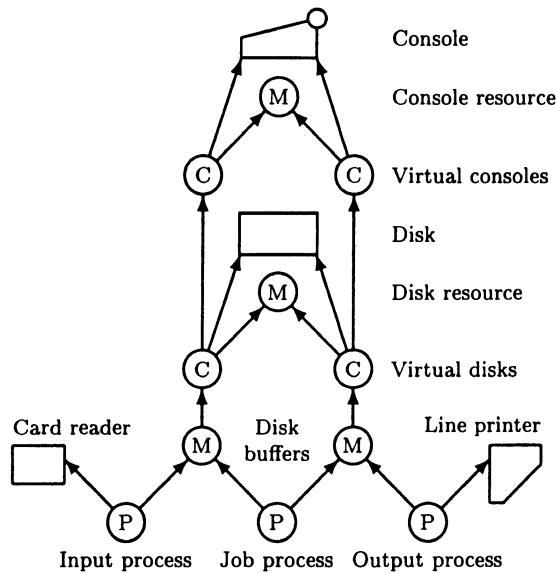 Console
M
Console resource
C
C
Virtual consoles
Disk
M
Disk resource
C
C
Virtual disks
Card reader
Line printer
M
Disk
buffers
M
P
P
P
Input process
Job process
Output process